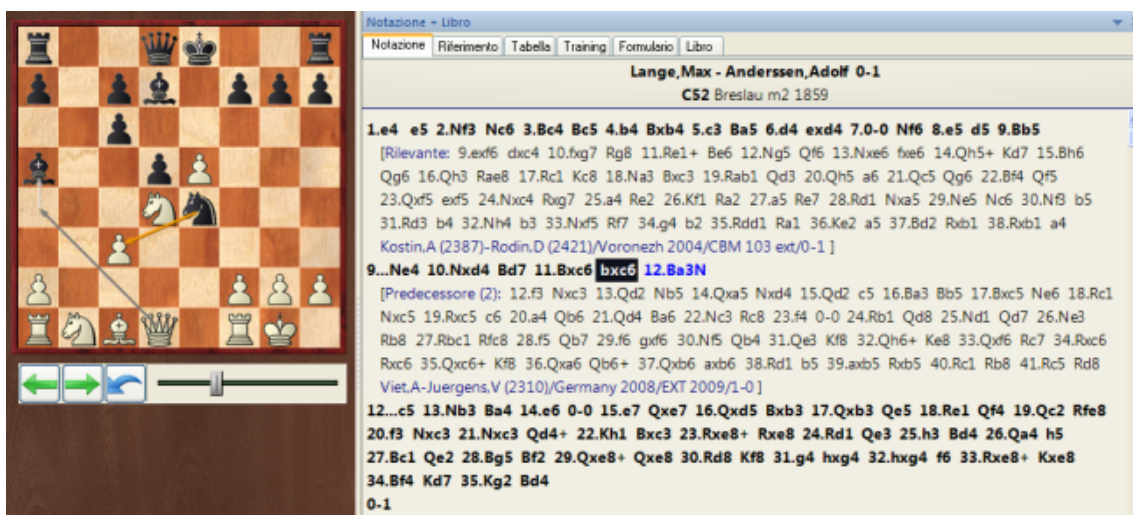 Notazione + Libro
Notazione Riferimento Tabella Training Formulario Libro
Lange,Max - Anderssen,Adolf 0-1
C52 Breslau m2 1859
1.e4 e5 2.Nf3 Nc6 3.Bc4 Bc5 4.b4 Bxb4 5.c3 Ba5 6.d4 exd4 7.0-0 Nf6 8.e5 d5 9.Bb5
[Rilevante: 9.exf6 dxc4 10.fxg7 Rg8 11.Re1+ Be6 12.Ng5 Qf6 13.Nxe6 fxe6 14.Qh5+ Kd7 15.Bh6
Qg6 16.Qh3 Rae8 17.Rc1 Kc8 18.Na3 Bxc3 19.Rab1 Qd3 20.Qh5 a6 21.Qc5 Qg6 22.Bf4 Qf5
23.Qxf5 exf5 24.Nxc4 Rxg7 25.a4 Re2 26.Kf1 Ra2 27.a5 Re7 28.Rd1 Nxa5 29.Ne5 Nc6 30.Nf3 b5
31.Rd3 b4 32.Nh4 b3 33.Nxf5 Rf7 34.g4 b2 35.Rdd1 Ra1 36.Ke2 a5 37.Bd2 Rxb1 38.Rxb1 a4
Kostin,A (2387)-Rodin,D (2421)/Voronezh 2004/CBM 103 ext/0-1 ]
9...Ne4 10.Nxd4 Bd7 11.Bxc6 bxc6 12.Ba3N
[Predecessore (2): 12.f3 Nxc3 13.Qd2 Nb5 14.Qxa5 Nxd4 15.Qd2 c5 16.Ba3 Bb5 17.Bxc5 Ne6 18.Rc1
Nxc5 19.Rxc5 c6 20.a4 Qb6 21.Qd4 Ba6 22.Nc3 Rc8 23.f4 0-0 24.Rb1 Qd8 25.Nd1 Qd7 26.Ne3
Rb8 27.Rbc1 Rfc8 28.f5 Qb7 29.f6 gxf6 30.Nf5 Qb4 31.Qe3 Kf8 32.Qh6+ Ke8 33.Qxf6 Rc7 34.Rxc6
Rxc6 35.Qxc6+ Kf8 36.Qxa6 Qb6+ 37.Qxb6 axb6 38.Rd1 b5 39.axb5 Rxb5 40.Rc1 Rb8 41.Rc5 Rd8
Viet,A-Juergens,V (2310)/Germany 2008/EXT 2009/1-0 ]
12...c5 13.Nb3 Ba4 14.e6 0-0 15.e7 Qxe7 16.Qxd5 Bxb3 17.Qxb3 Qe5 18.Re1 Qf4 19.Qc2 Rfe8
20.f3 Nxc3 21.Nxc3 Qd4+ 22.Kh1 Bxc3 23.Rxe8+ Rxe8 24.Rd1 Qe3 25.h3 Bd4 26.Qa4 h5
27.Bc1 Qe2 28.Bg5 Bf2 29.Qxe8+ Qxe8 30.Rd8 Kf8 31.g4 hxg4 32.hxg4 f6 33.Rxe8+ Kxe8
34.Bf4 Kd7 35.Kg2 Bd4
0-1